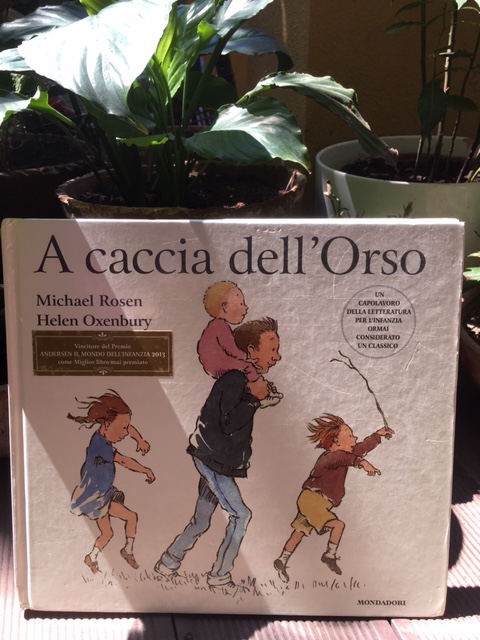 A caccia dell'Orso
Michael Rosen
Helen Oxenbury
Vincitore del Premio
ANDERSEN IL MONDO DELL'INFANZIA 2013
come Miglior libro mai premiato
UN
CAPOLAVORO
DELLA LETTERATURA
PER L'INFANZIA
ORMAI
CONSIDERATO
UN CLASSICO
MONDADORI